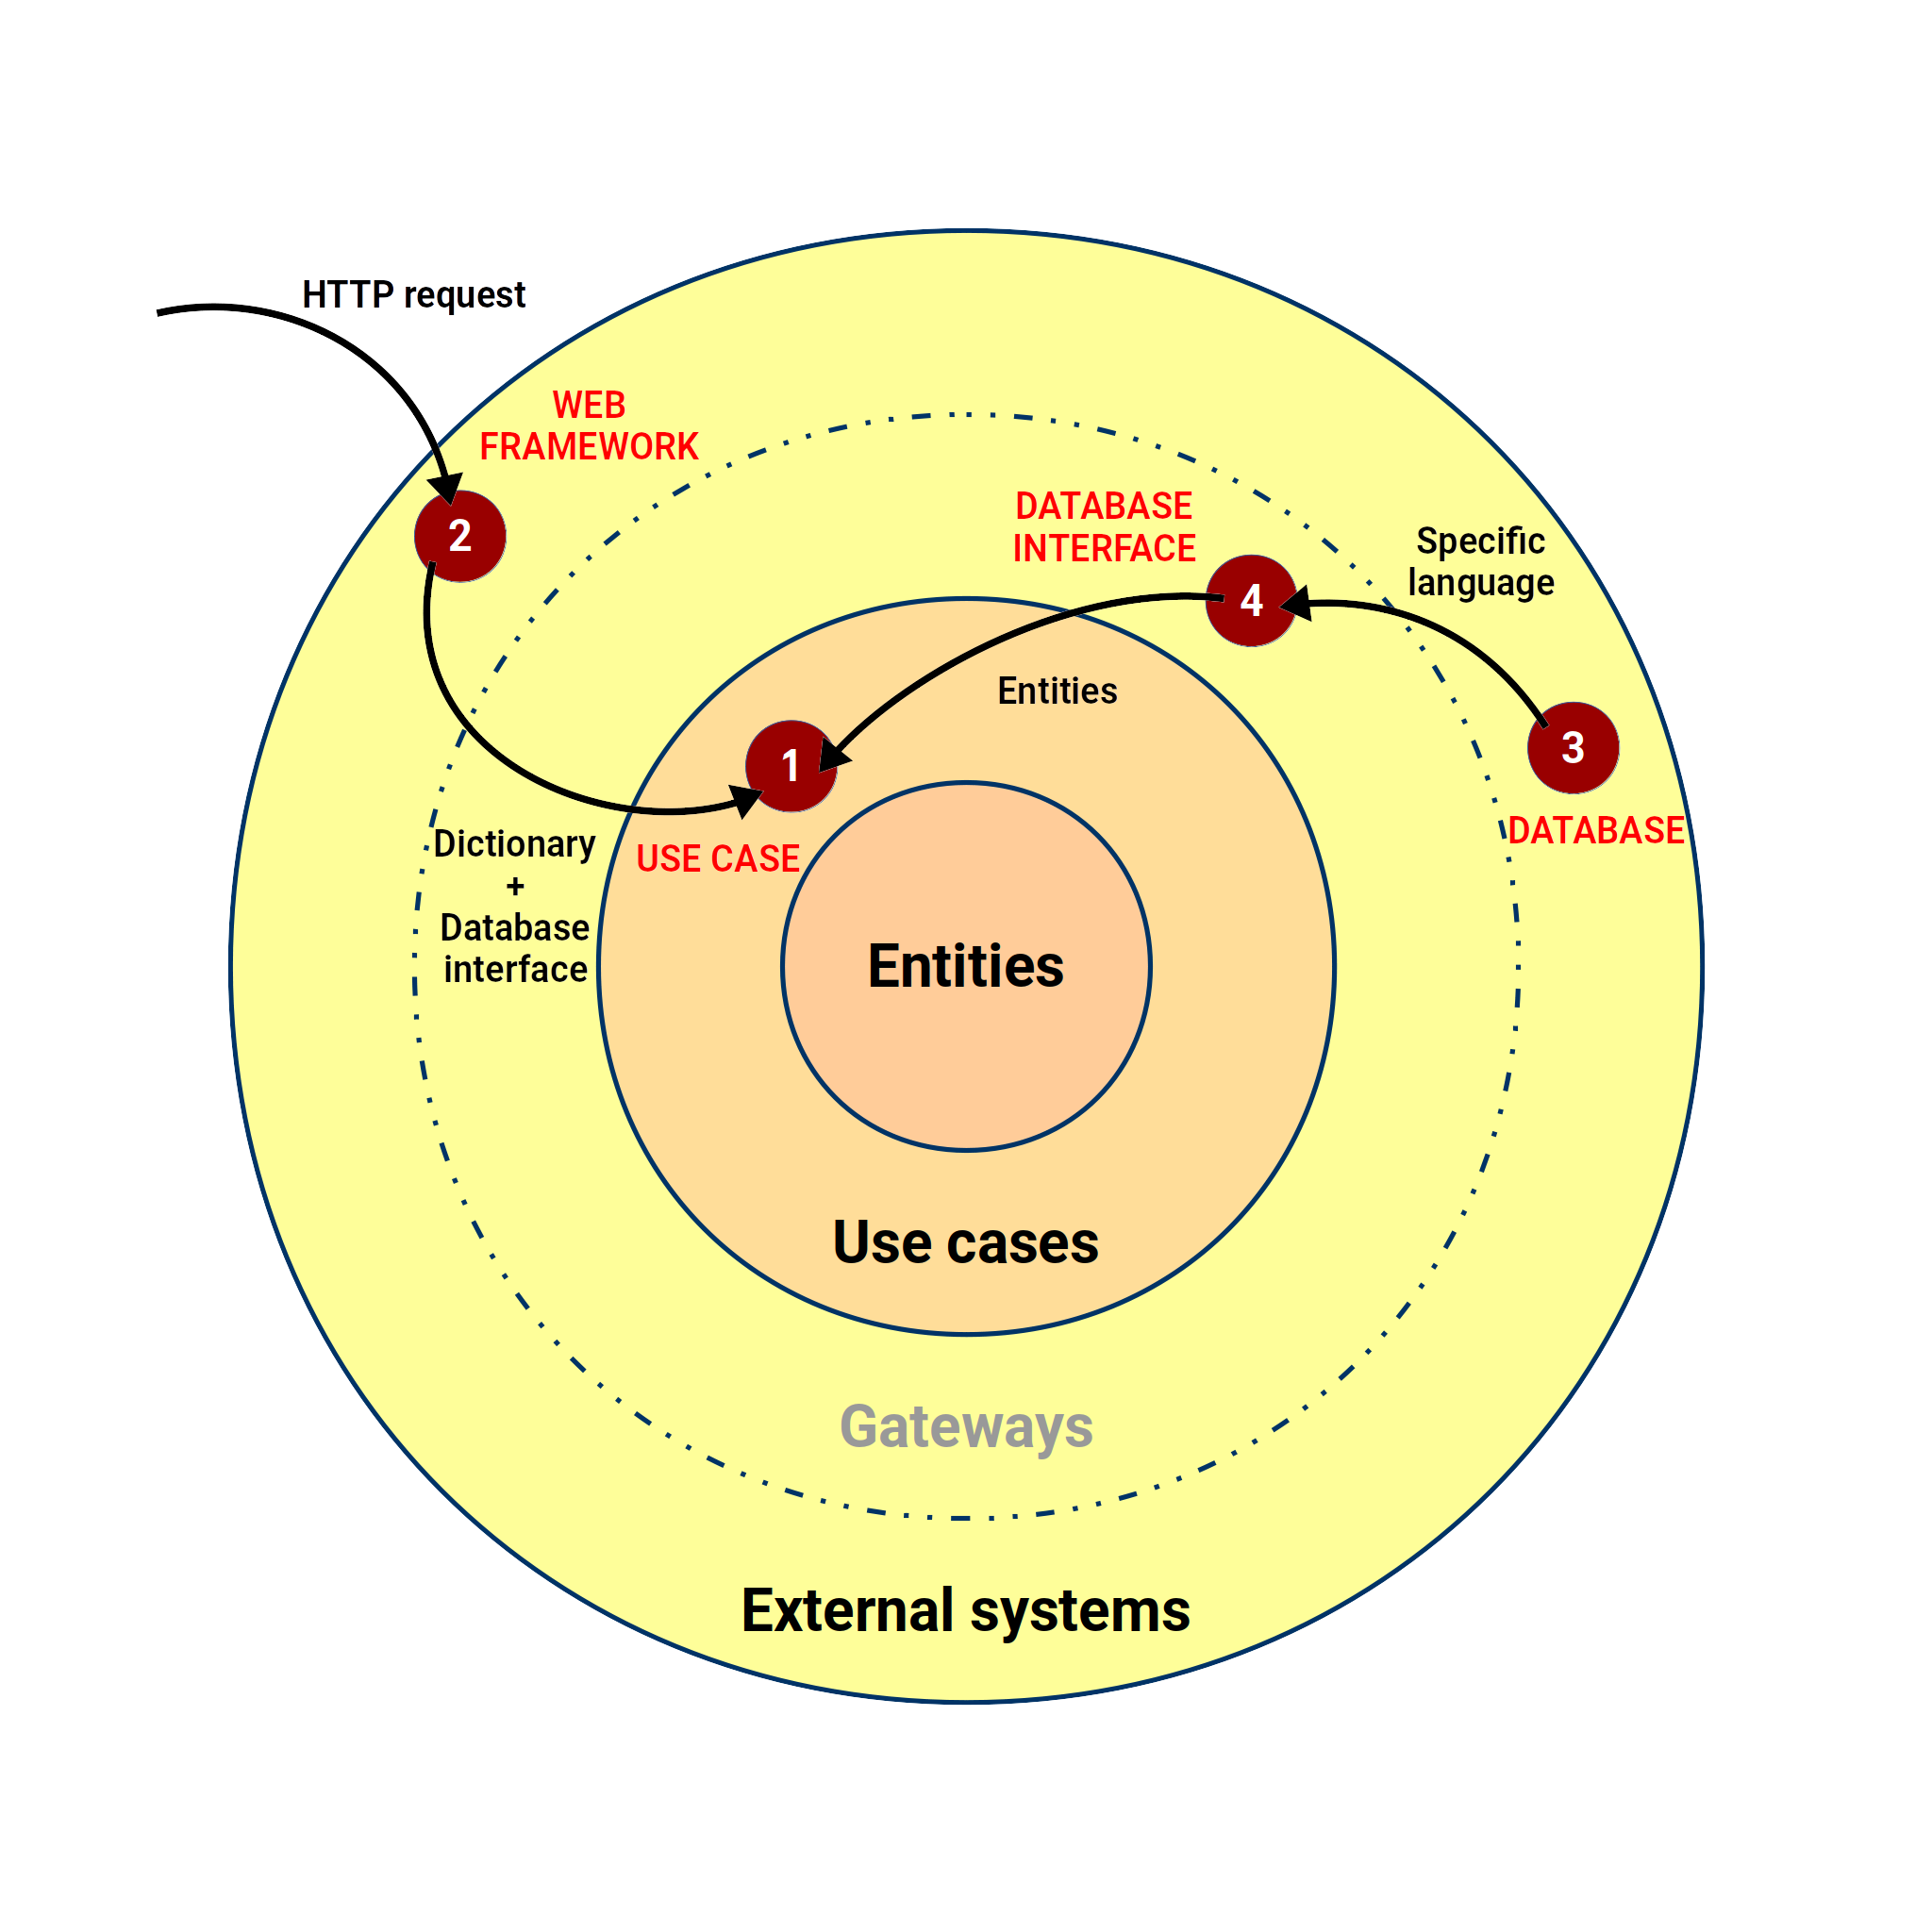 HTTP request
WEB
FRAMEWORK
2
DATABASE
INTERFACE
4
Specific
language
3
DATABASE
Entities
1
USE CASE
Dictionary
+
Database
interface
Entities
Use cases
Gateways
External systems